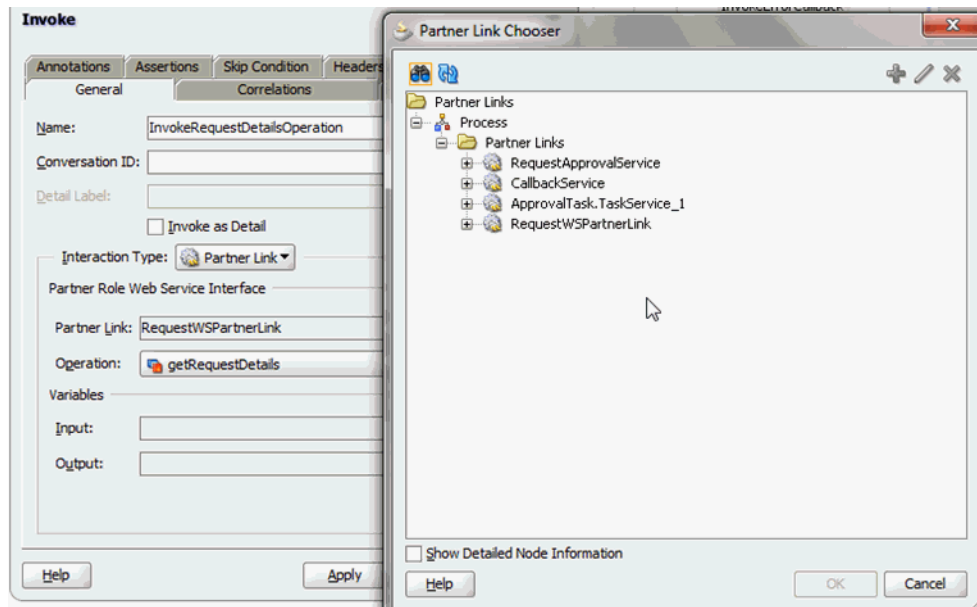 InvokeErrorCallback
Invoke
Annotations Assertions Skip Condition Headers
General Correlations
Name: InvokeRequestDetailsOperation
Conversation ID:
Detail Label:
Invoke as Detail
Interaction Type: Partner Link
Partner Role Web Service Interface
Partner Link: RequestWSPartnerLink
Operation: getRequestDetails
Variables
Input:
Output:
Help Apply
Partner Link Chooser
Partner Links
Process
Partner Links
RequestApprovalService
CallbackService
ApprovalTask.TaskService_1
RequestWSPartnerLink
Show Detailed Node Information
Help OK Cancel